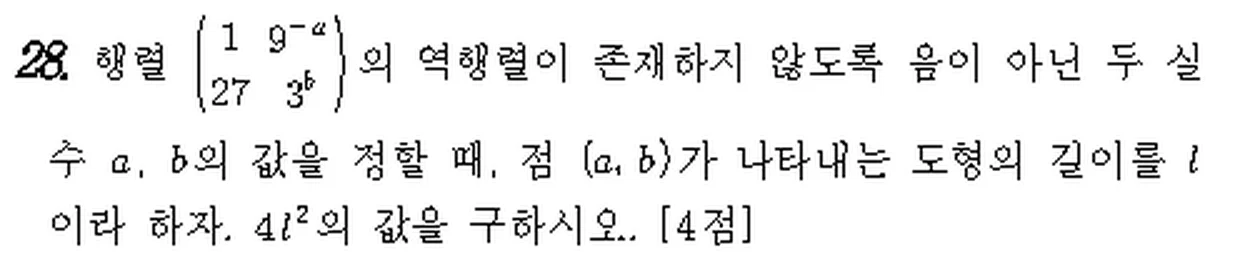 28. 행렬 (1 9^{-a} 27 3^b)의 역행렬이 존재하지 않도록 음이 아닌 두 실
수 a, b의 값을 정할 때, 점 (a, b)가 나타내는 도형의 길이를 l
이라 하자. 4l²의 값을 구하시오. [4점]